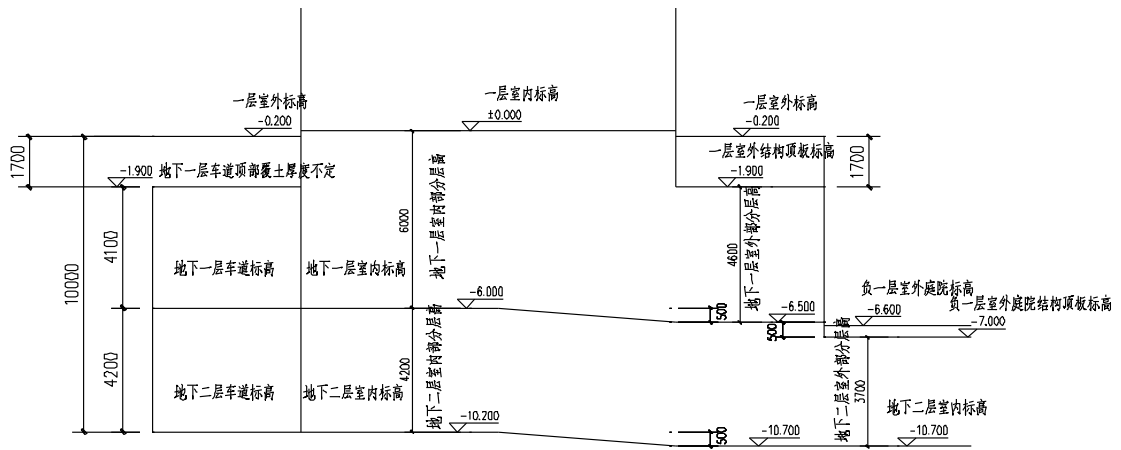 一层室内标高
±0.000
一层室外标高
-0.200
一层室外标高
-0.200
1700
-1.900
地下一层车道顶部覆土厚度不定
一层室外结构顶板标高
-1.900
1700
地下一层室内部分层高
6000
地下一层室外部分层高
4600
10000
4100
地下一层车道标高
地下一层室内标高
-6.000
500
-6.500
500
负一层室外庭院标高
-6.600
负一层室外庭院结构顶板标高
-7.000
4200
地下二层车道标高
地下二层室内标高
4200
地下二层室内部分层高
地下二层室外部分层高
3700
地下二层室内标高
-10.200
500
-10.700
-10.700